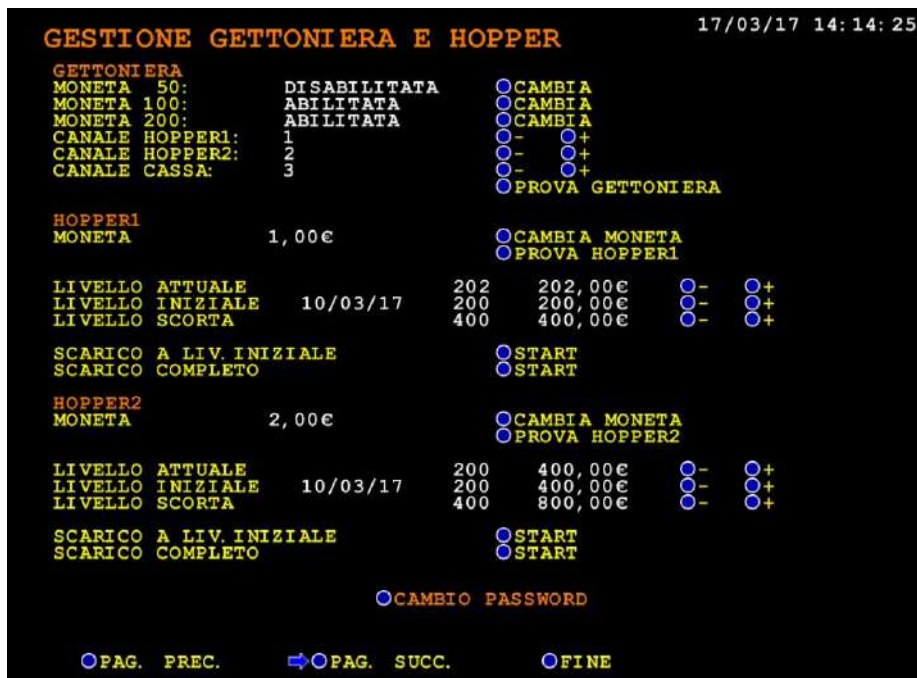 17/03/17 14:14:25
GESTIONE GETTONIERA E HOPPER
GETTONIERA
MONETA 50: DISABILITATA CAMBIA
MONETA 100: ABILITATA CAMBIA
MONETA 200: ABILITATA CAMBIA
CANALE HOPPER1: 1 - +
CANALE HOPPER2: 2 - +
CANALE CASSA: 3 - +
PROVA GETTONIERA
HOPPER1
MONETA 1,00€ CAMBIA MONETA
PROVA HOPPER1
LIVELLO ATTUALE 202 202,00€ - +
LIVELLO INIZIALE 10/03/17 200 200,00€ - +
LIVELLO SCORTA 400 400,00€ - +
SCARICO A LIV.INIZIALE START
SCARICO COMPLETO START
HOPPER2
MONETA 2,00€ CAMBIA MONETA
PROVA HOPPER2
LIVELLO ATTUALE 200 400,00€ - +
LIVELLO INIZIALE 10/03/17 200 400,00€ - +
LIVELLO SCORTA 400 800,00€ - +
SCARICO A LIV.INIZIALE START
SCARICO COMPLETO START
CAMBIO PASSWORD
PAG. PREC. PAG. SUCC. FINE